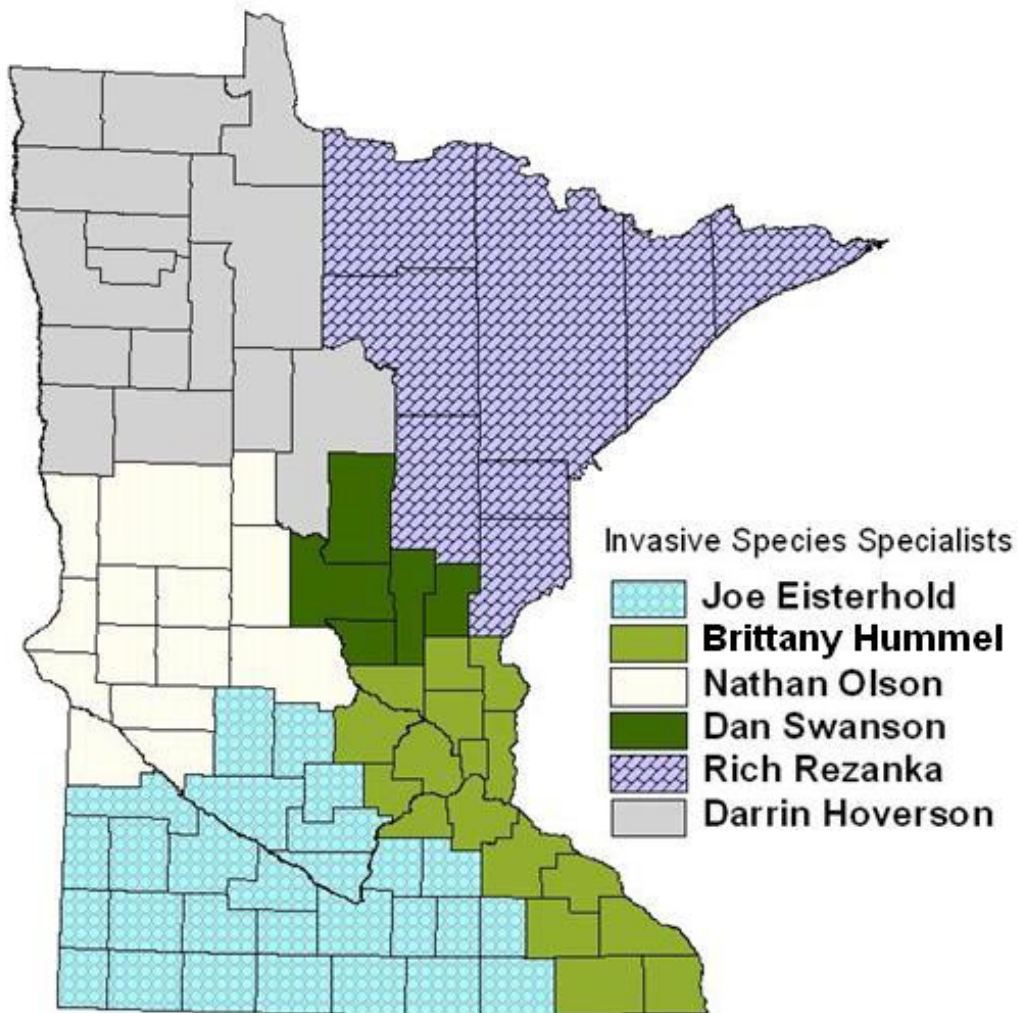 Invasive Species Specialists
Joe Eisterhold
Brittany Hummel
Nathan Olson
Dan Swanson
Rich Rezanka
Darrin Hoverson